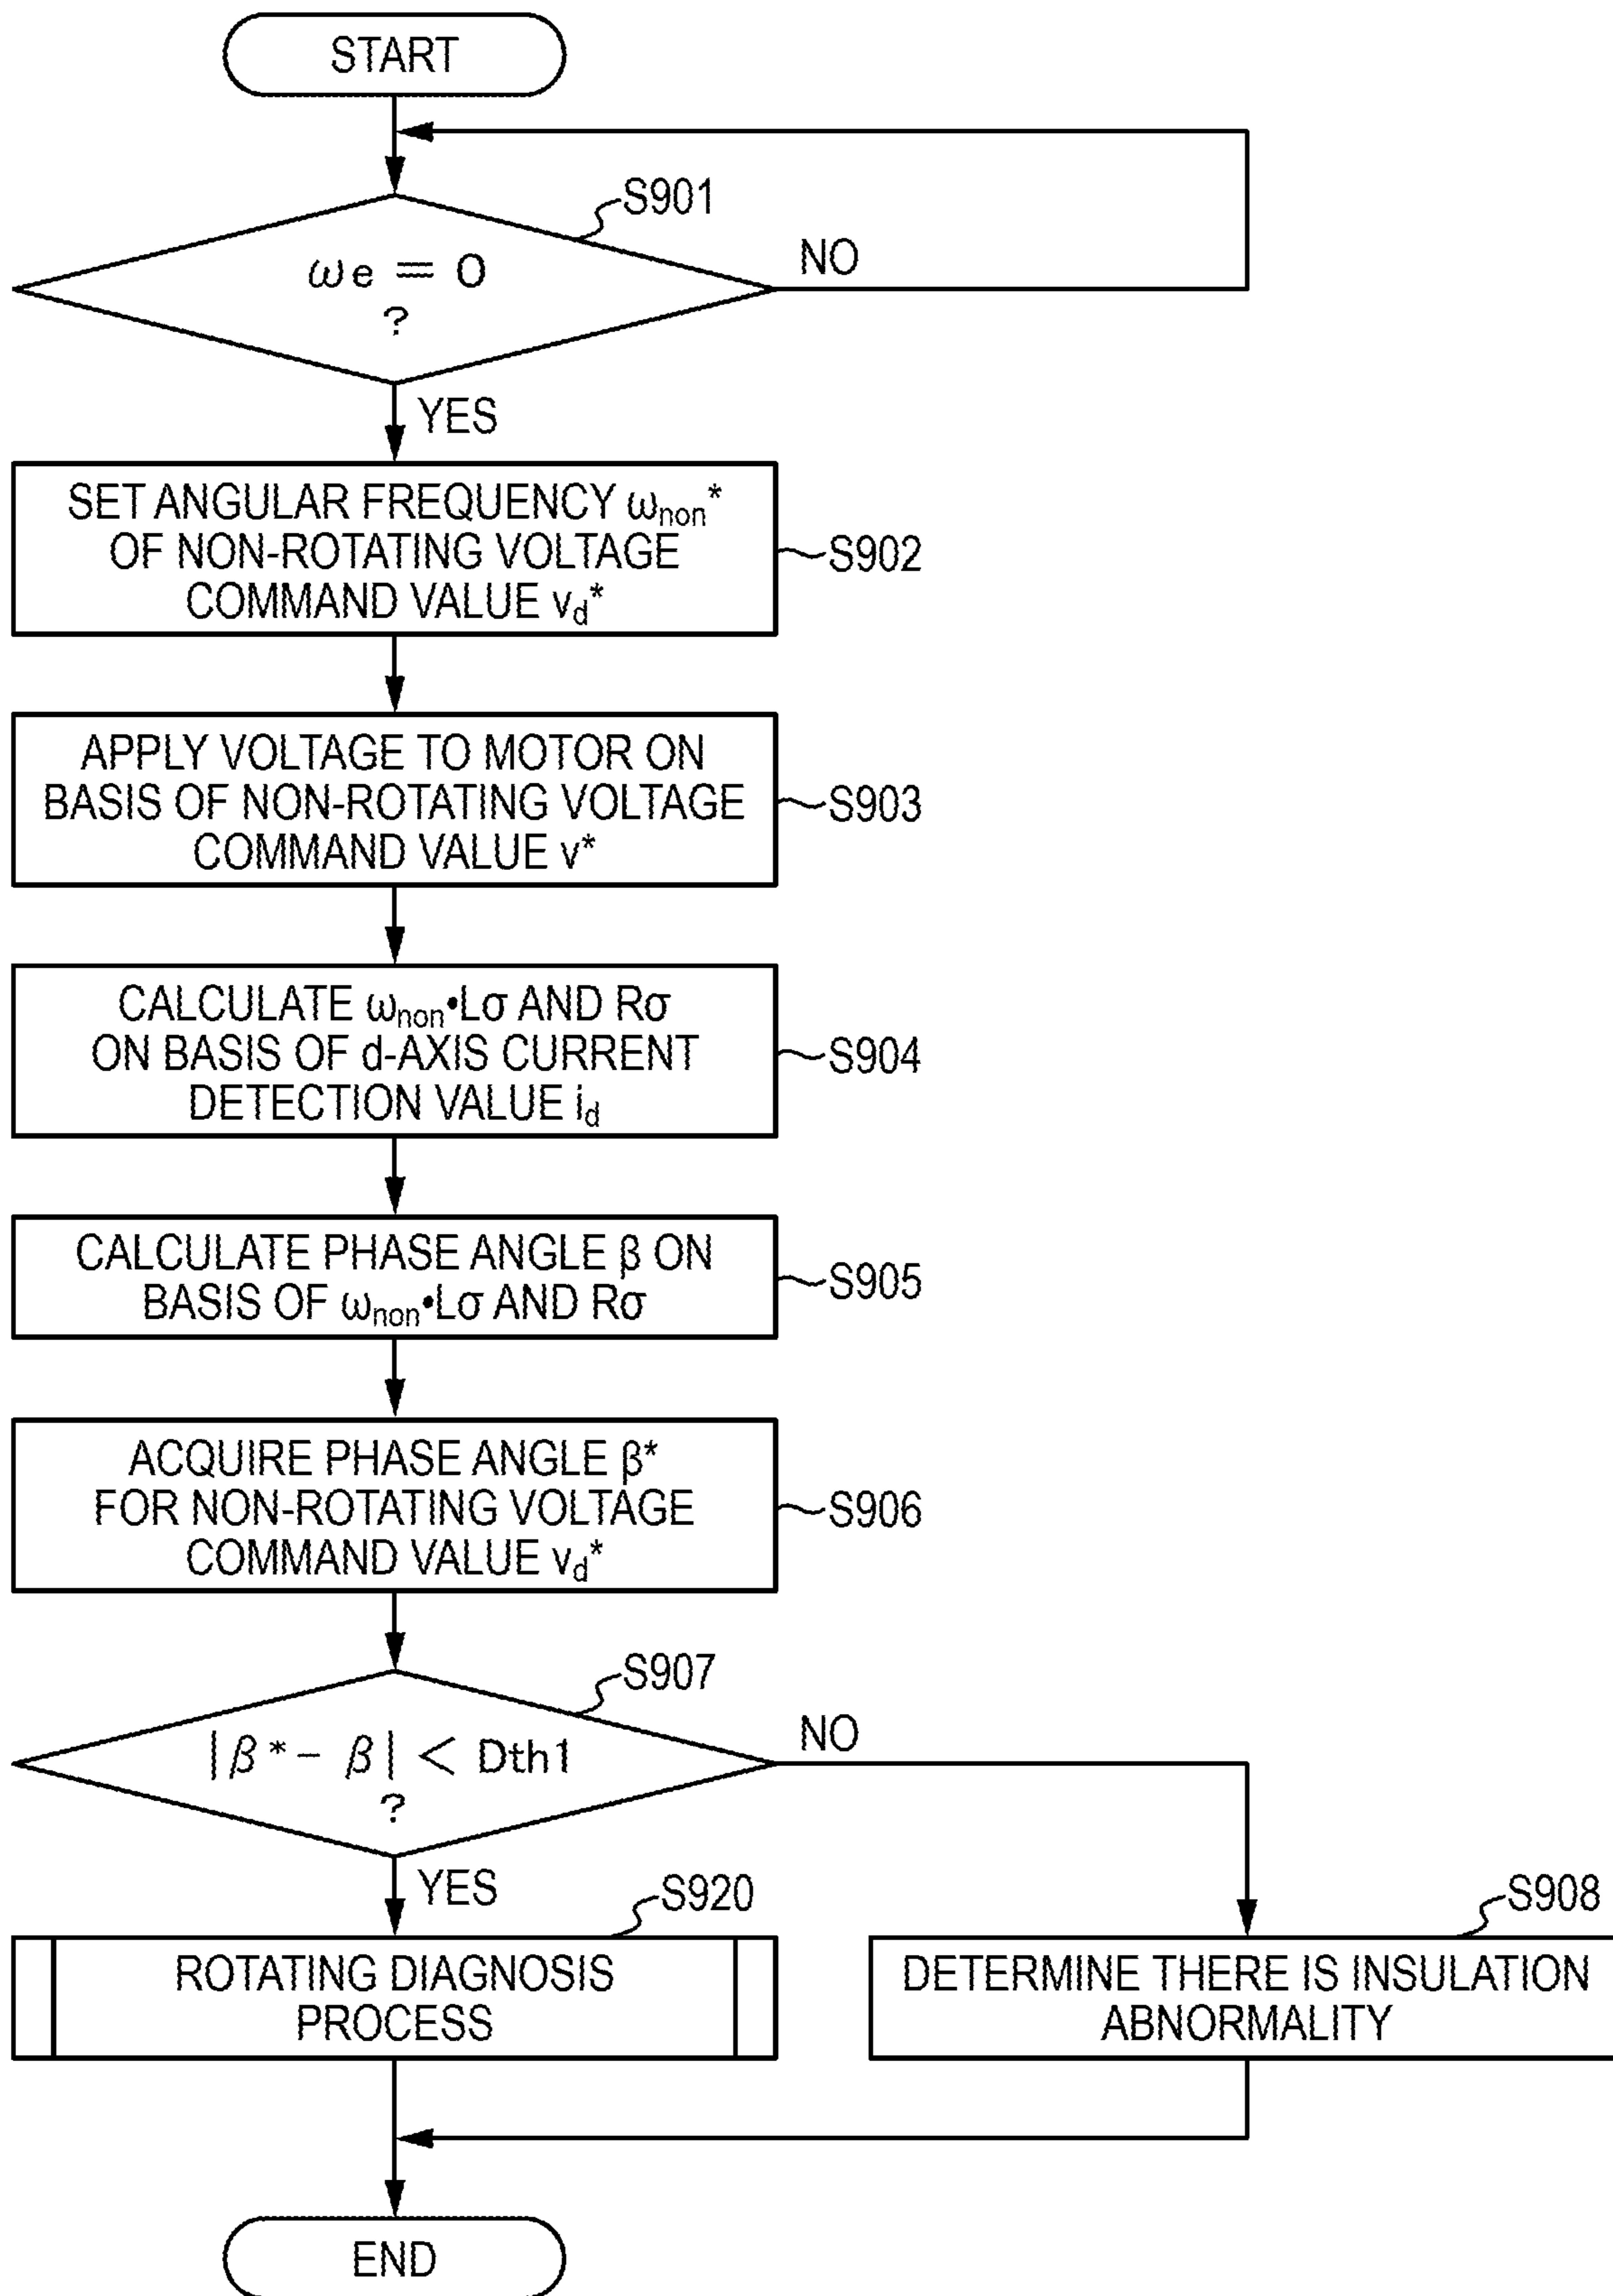 START
S901
ωe = 0
?
NO
YES
SET ANGULAR FREQUENCY ωnon*
OF NON-ROTATING VOLTAGE
COMMAND VALUE vd*
S902
APPLY VOLTAGE TO MOTOR ON
BASIS OF NON-ROTATING VOLTAGE
COMMAND VALUE v*
S903
CALCULATE ωnon•Lσ AND Rσ
ON BASIS OF d-AXIS CURRENT
DETECTION VALUE id
S904
CALCULATE PHASE ANGLE β ON
BASIS OF ωnon•Lσ AND Rσ
S905
ACQUIRE PHASE ANGLE β*
FOR NON-ROTATING VOLTAGE
COMMAND VALUE vd*
S906
S907
|β*− β| < Dth1
?
NO
YES
S920
ROTATING DIAGNOSIS
PROCESS
S908
DETERMINE THERE IS INSULATION
ABNORMALITY
END